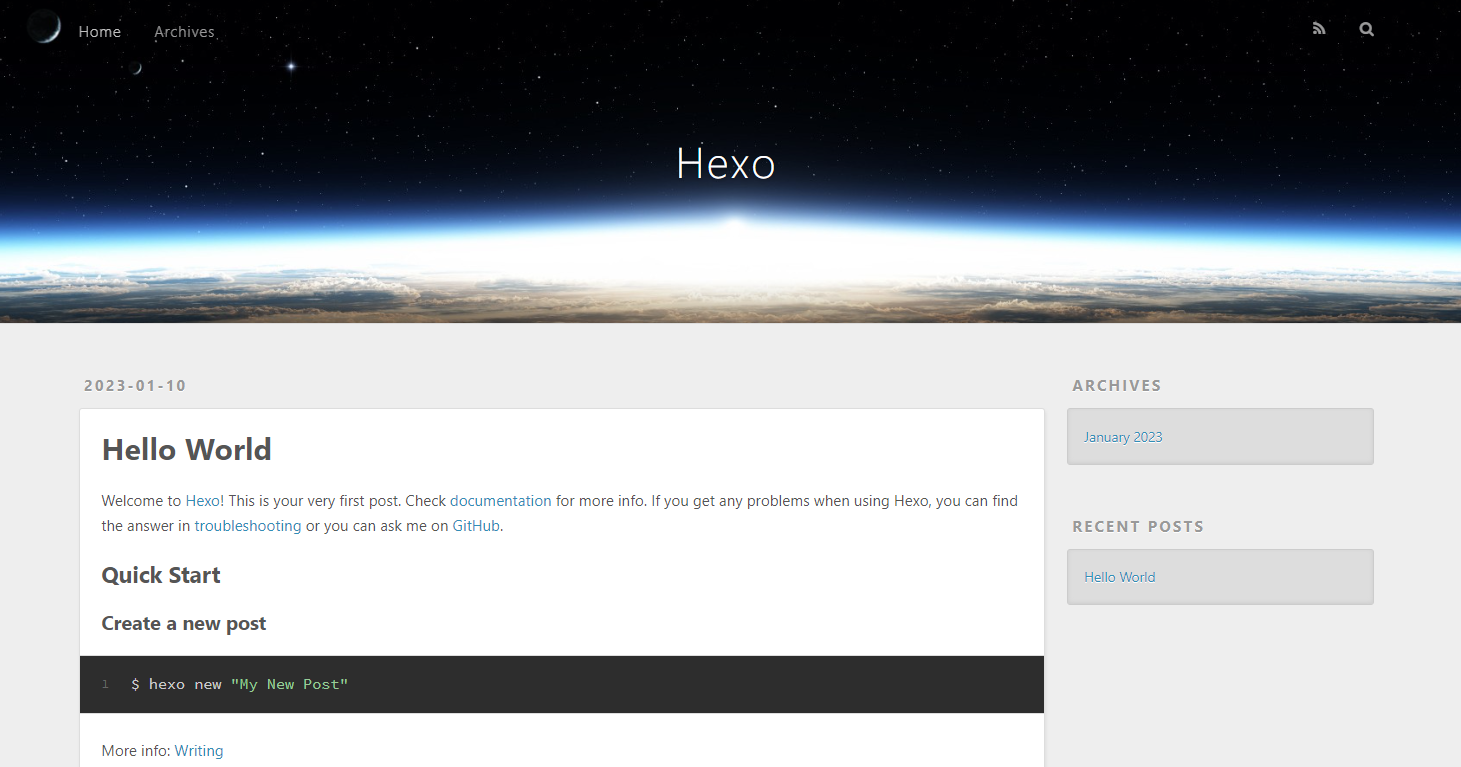 Home Archives
Hexo
2023-01-10
Hello World
Welcome to Hexo! This is your very first post. Check documentation for more info. If you get any problems when using Hexo, you can find
the answer in troubleshooting or you can ask me on GitHub.
Quick Start
Create a new post
1 $ hexo new "My New Post"
More info: Writing
ARCHIVES
January 2023
RECENT POSTS
Hello World